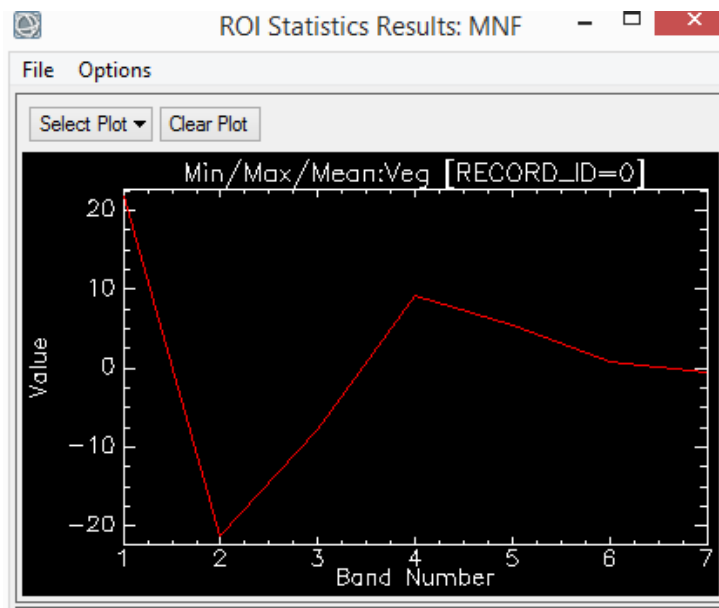 ROI Statistics Results: MNF
File Options
Select Plot Clear Plot
Min/Max/Mean:Veg [RECORD_ID=0]
20
10
0
-10
-20
Value
1 2 3 4 5 6 7
Band Number